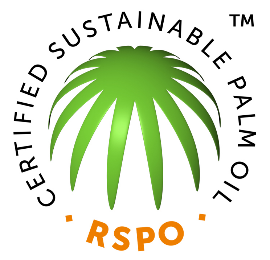 CERTIFIED SUSTAINABLE PALM OIL
TM
· RSPO ·